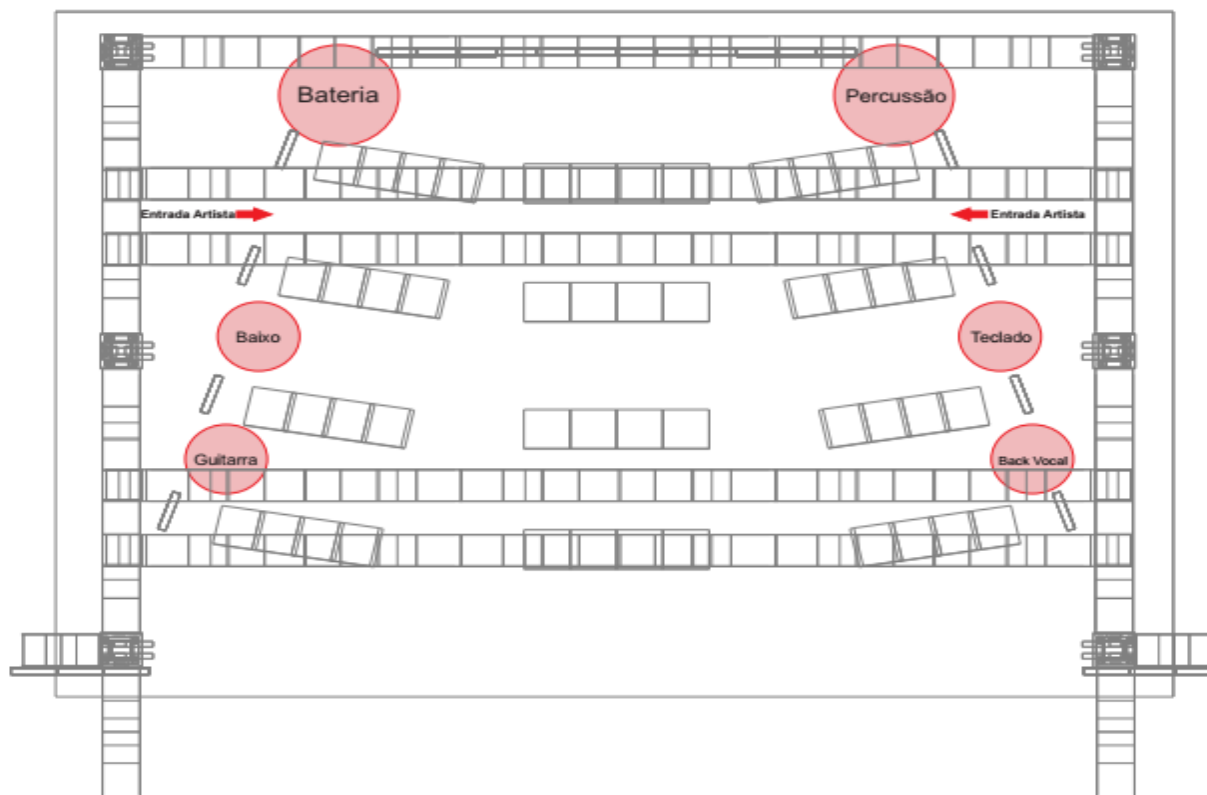 Bateria
Percussão
Entrada Artista
Entrada Artista
Baixo
Teclado
Guitarra
Back Vocal